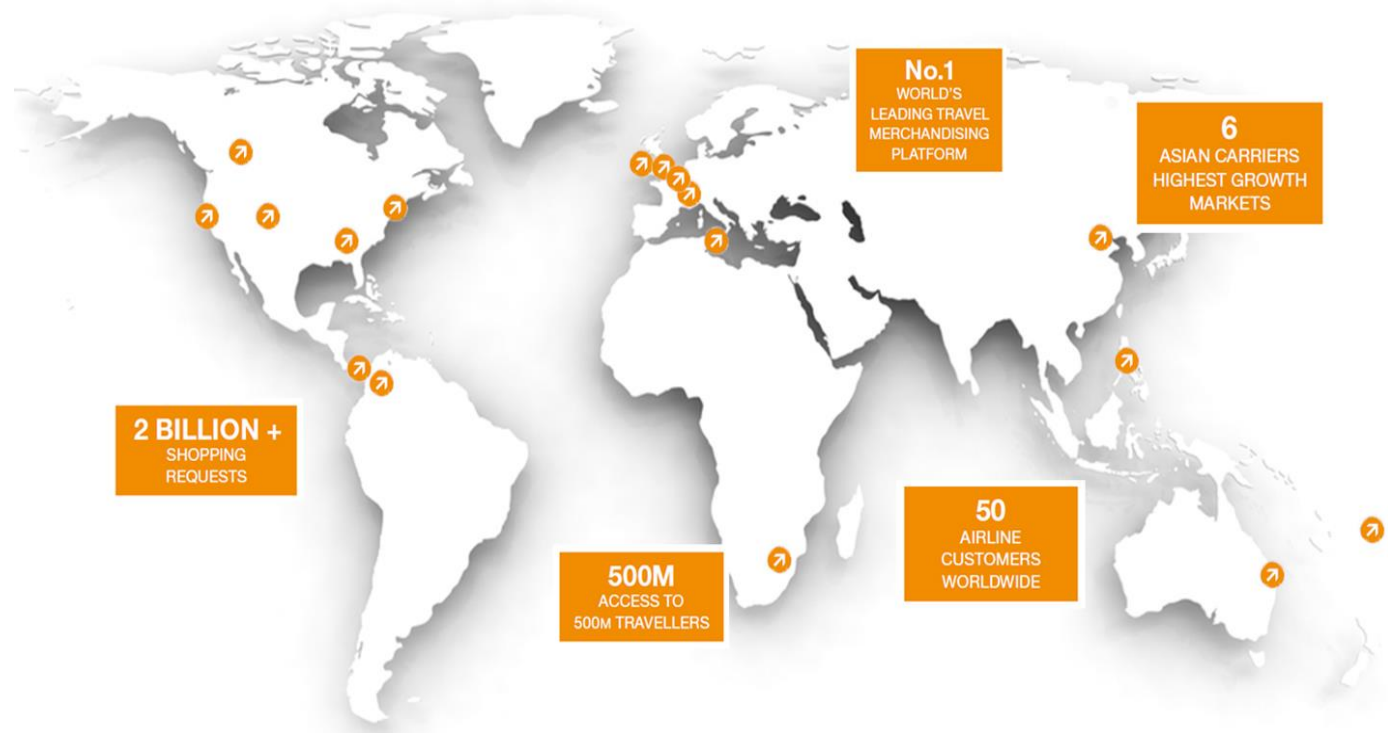 No.1
WORLD'S
LEADING TRAVEL
MERCHANDISING
PLATFORM
6
ASIAN CARRIERS
HIGHEST GROWTH
MARKETS
2 BILLION +
SHOPPING
REQUESTS
50
AIRLINE
CUSTOMERS
WORLDWIDE
500M
ACCESS TO
500M TRAVELLERS